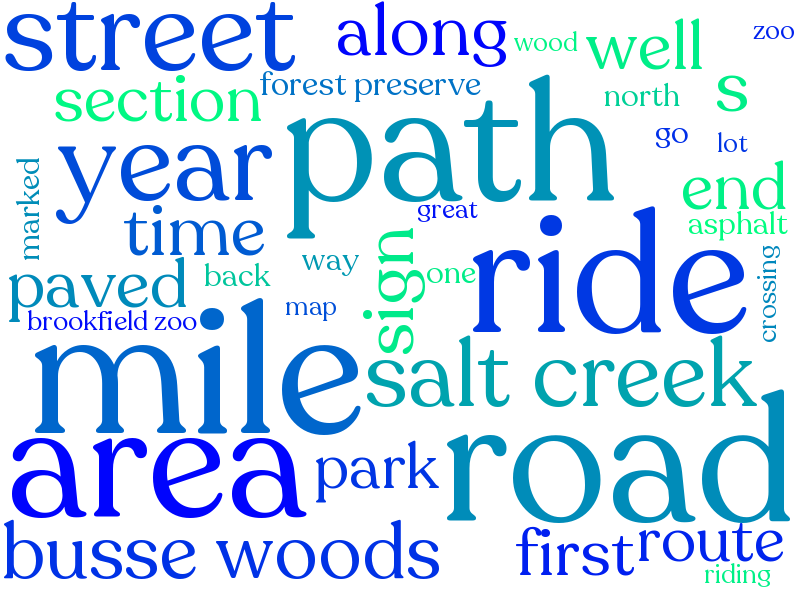 street
along
wood
well
zoo
section
forest preserve
north
s
go
lot
year
path
marked
time
great
end
asphalt
way
sign
one
ride
crossing
paved
back
brookfield zoo
map
mile
salt creek
area
park
road
busse woods
first
route
riding